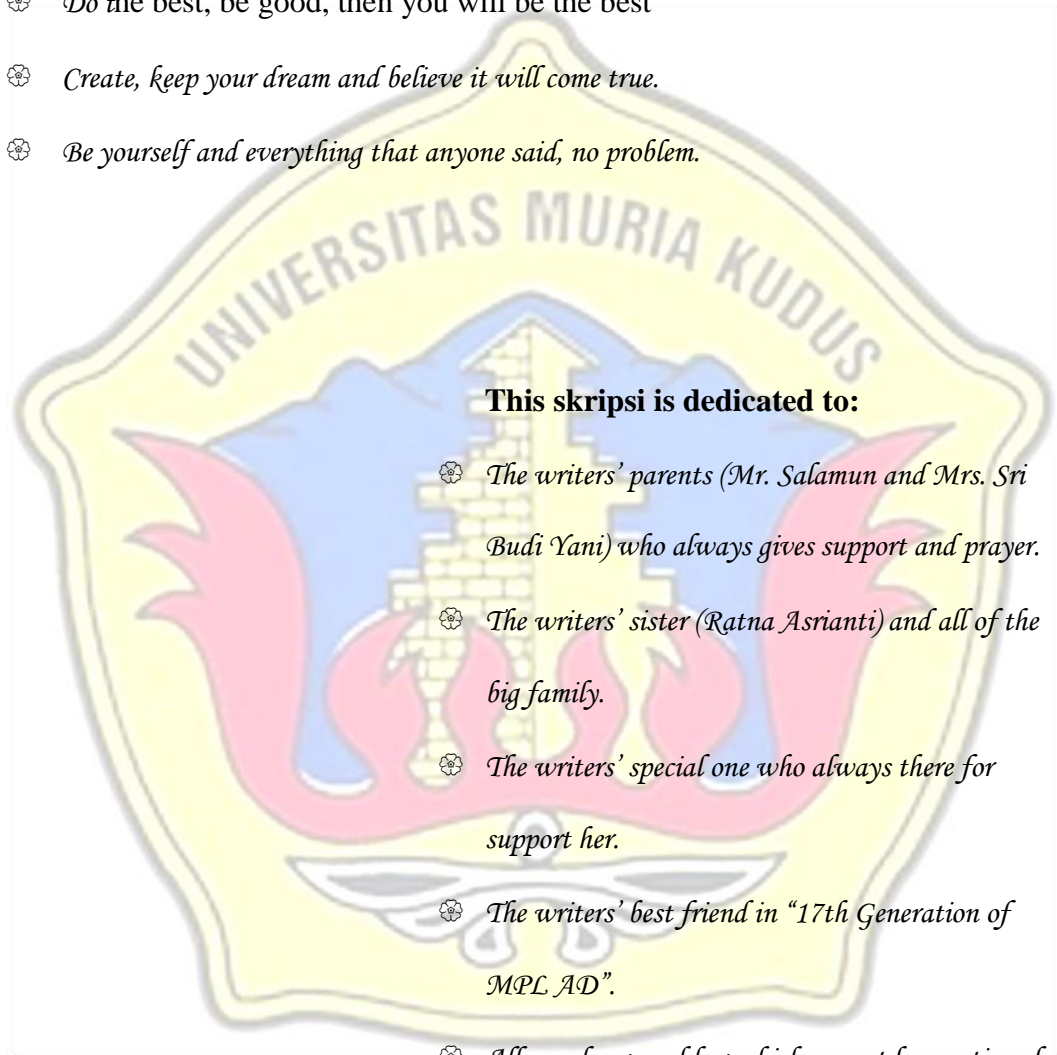 Do the best, be good, then you will be the best
Create, keep your dream and believe it will come true.
Be yourself and everything that anyone said, no problem.
UNIVERSITAS MURIA KUDUS
This skripsi is dedicated to:
The writers’ parents (Mr. Salamun and Mrs. Sri
Budi Yani) who always gives support and prayer.
The writers’ sister (Ratna Asrianti) and all of the
big family.
The writers’ special one who always there for
support her.
The writers’ best friend in “17th Generation of
MPL AD”.